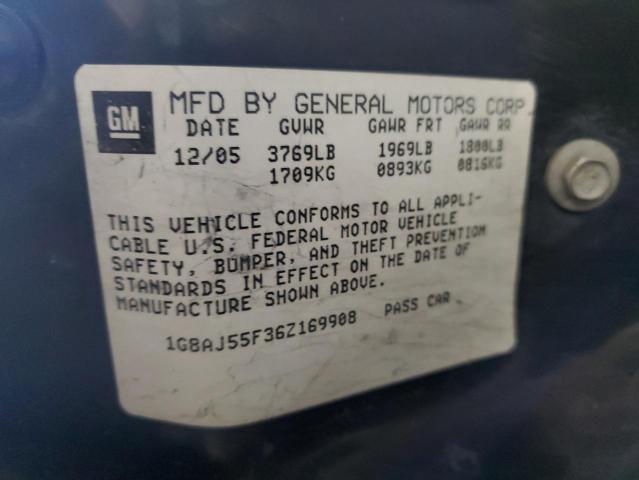 GM
MFD BY GENERAL MOTORS CORP
DATE GVWR GAWR FRT GAWR RR
12/05 3769LB 1969LB 1800LB
1709KG 0893KG 0816KG
THIS VEHICLE CONFORMS TO ALL APPLI-
CABLE U.S. FEDERAL MOTOR VEHICLE
SAFETY, BUMPER, AND THEFT PREVENTION
STANDARDS IN EFFECT ON THE DATE OF
MANUFACTURE SHOWN ABOVE.
1G8AJ55F36Z169908 PASS CAR